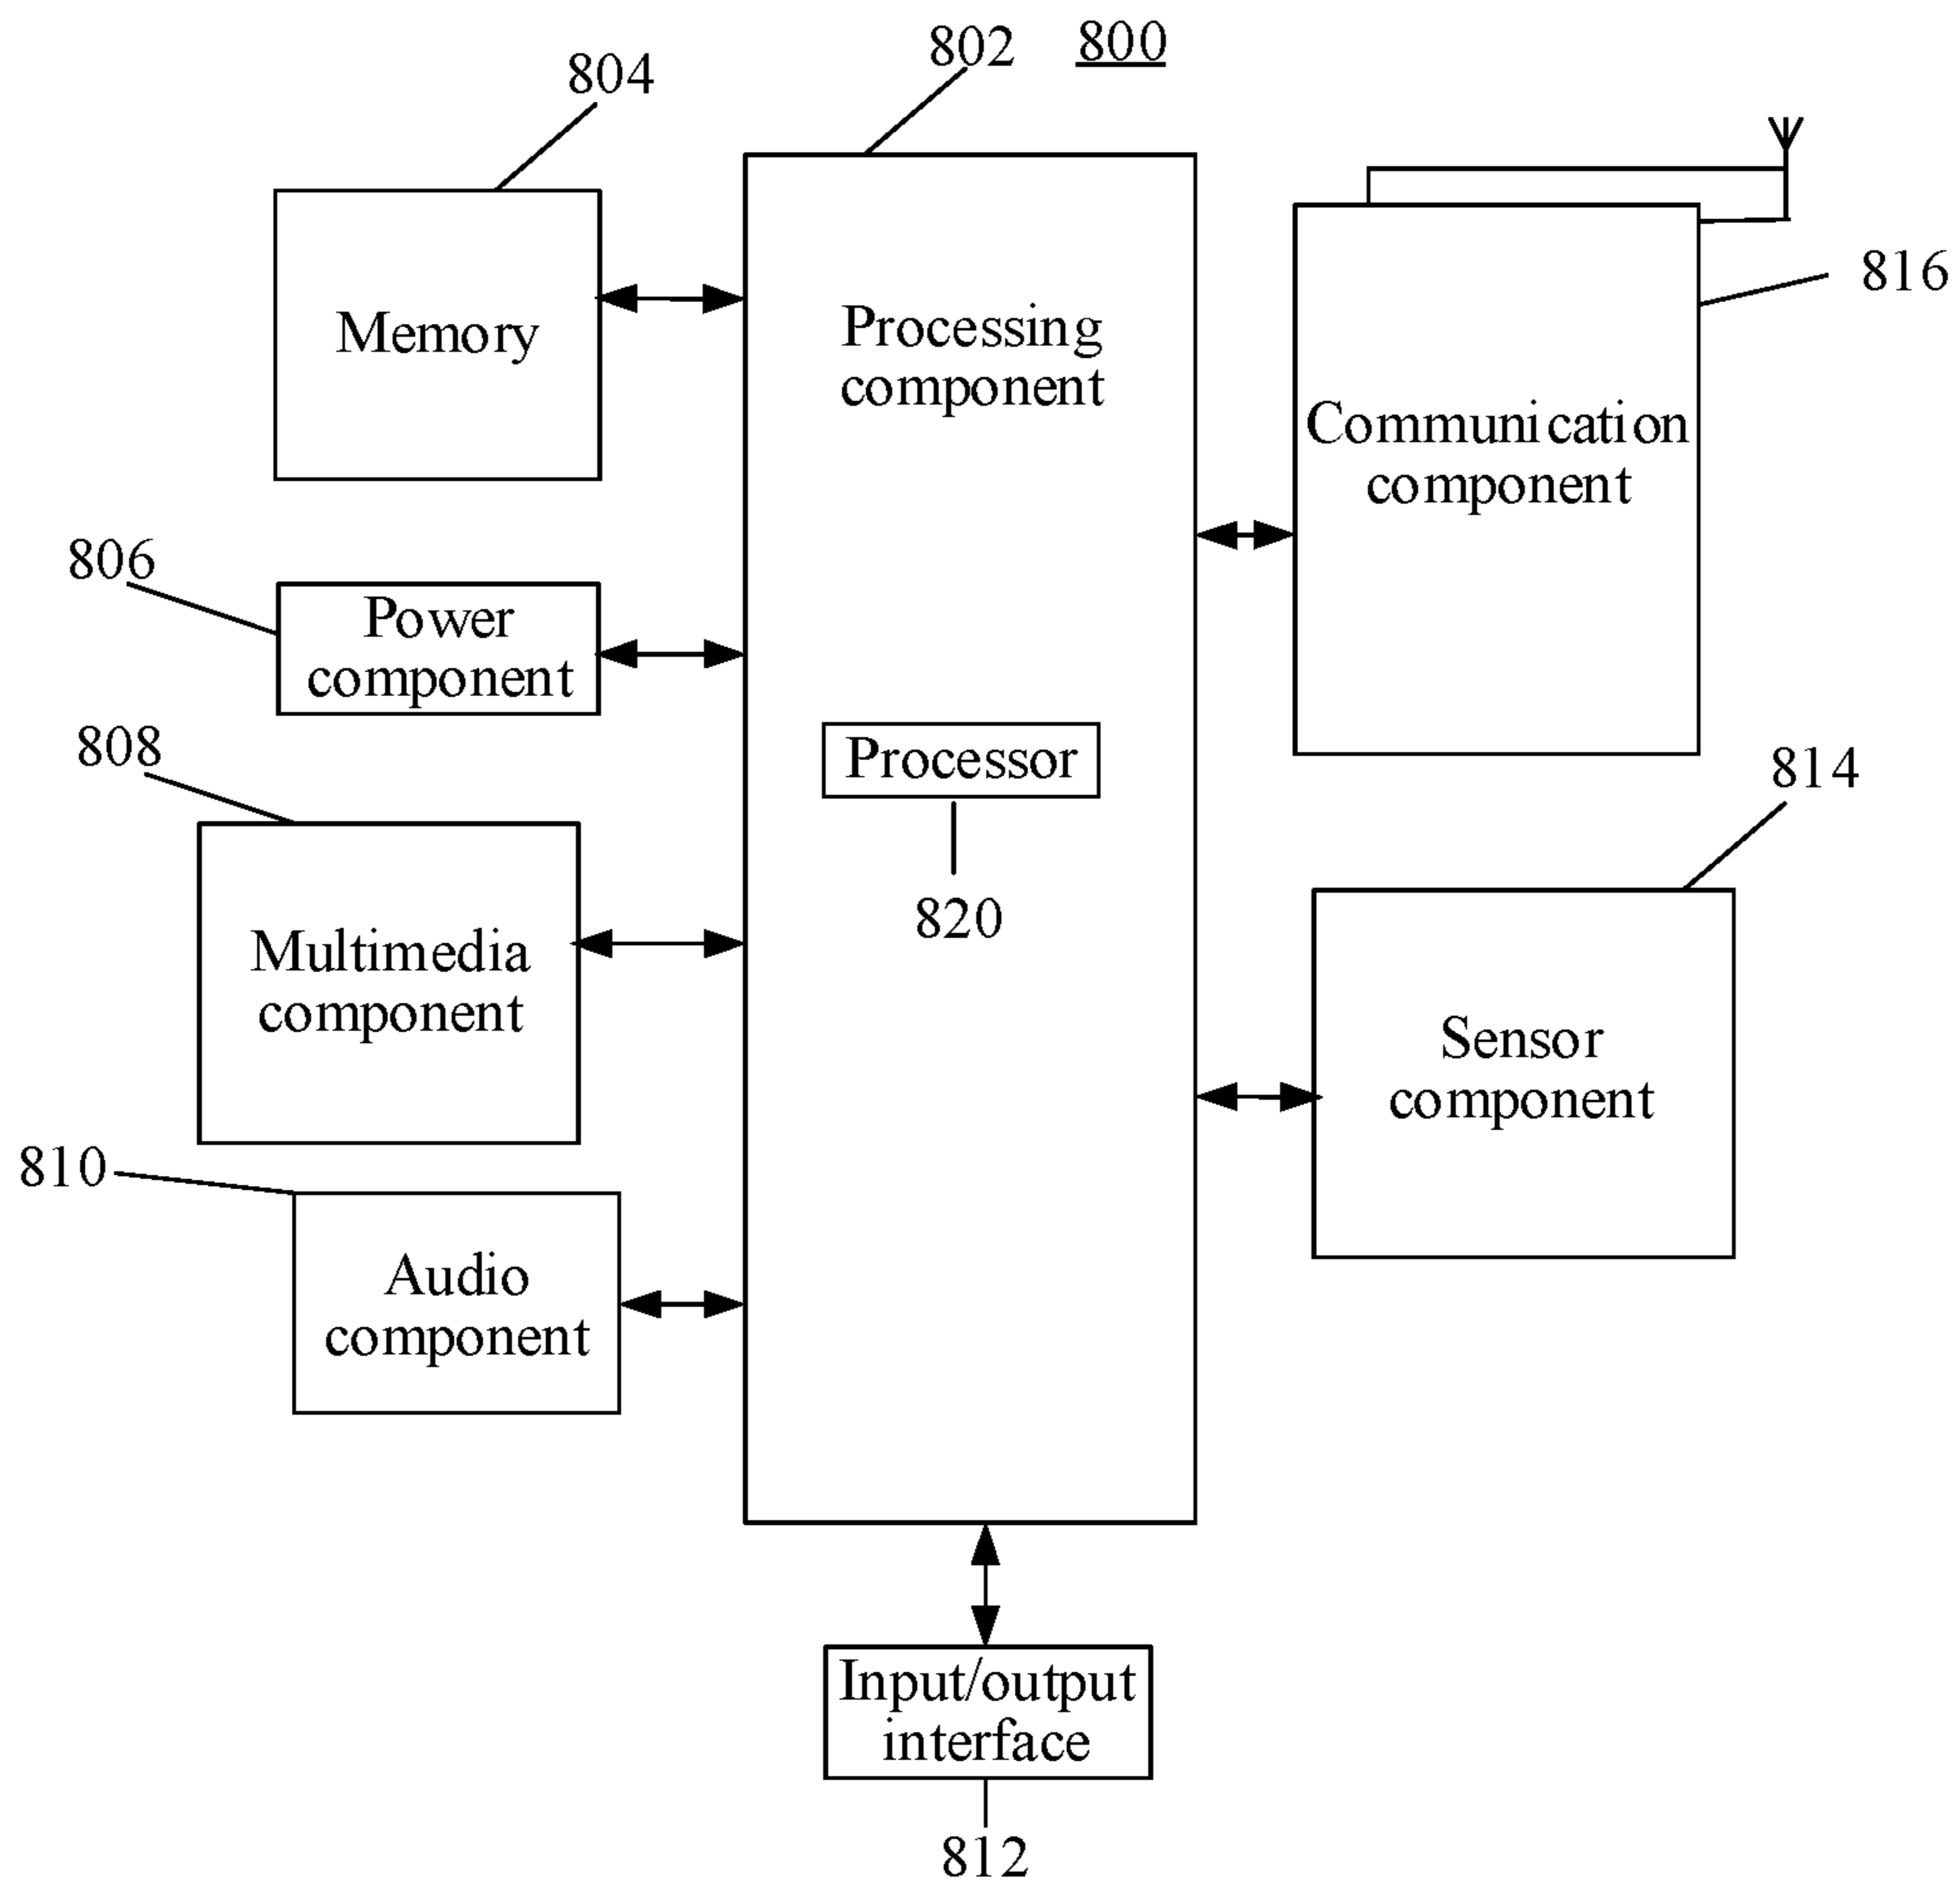 802
800
804
816
Memory
Processing
component
Communication
component
806
Power
component
808
Processor
814
820
Multimedia
component
Sensor
component
810
Audio
component
Input/output
interface
812